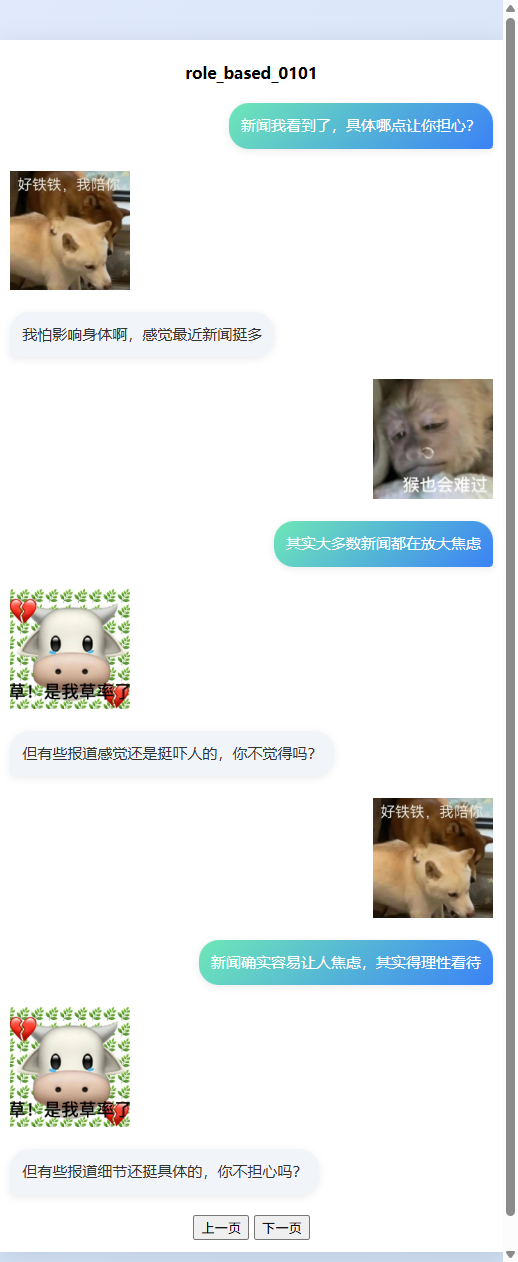 role_based_0101
新闻我看到了，具体哪点让你担心？
好铁铁，我陪你
我怕影响身体啊，感觉最近新闻挺多
猴也会难过
其实大多数新闻都在放大焦虑
草！是我草率了
但有些报道感觉还是挺吓人的，你不觉得吗？
好铁铁，我陪你
新闻确实容易让人焦虑，其实得理性看待
草！是我草率了
但有些报道细节还挺具体的，你不担心吗？
上一页 下一页